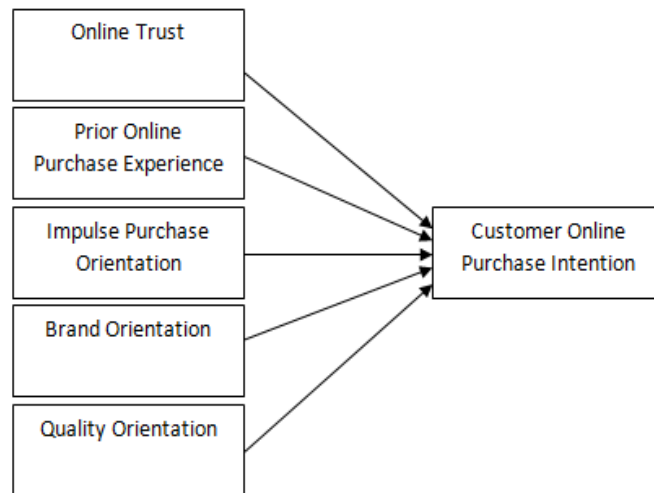 Online Trust
Prior Online
Purchase Experience
Impulse Purchase
Orientation
Customer Online
Purchase Intention
Brand Orientation
Quality Orientation